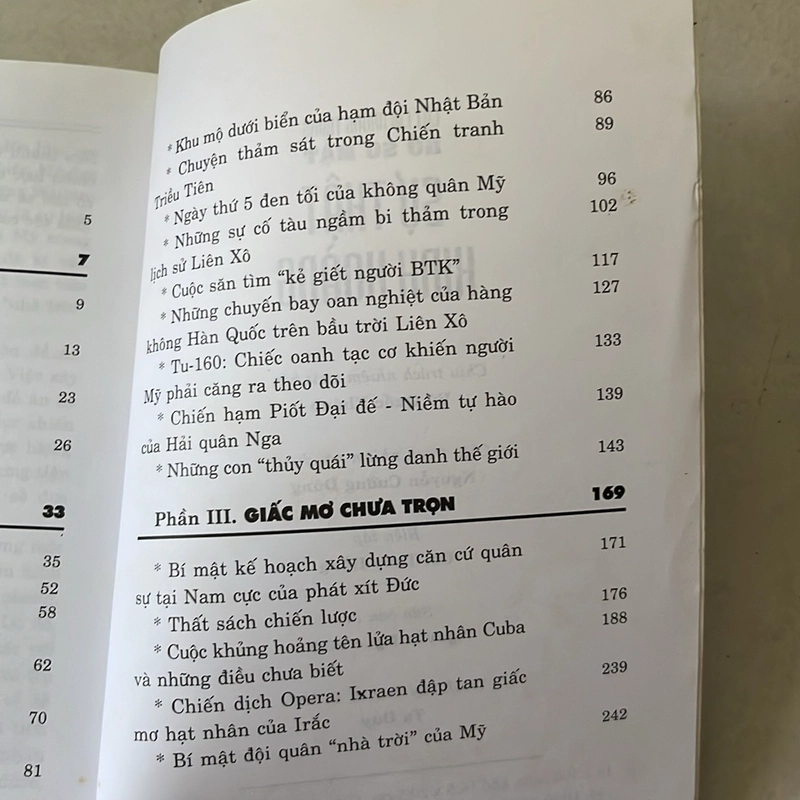 5
7
9
13
23
26
33
35
52
58
62
70
81
* Khu mộ dưới biển của hạm đội Nhật Bản 86
* Chuyện thảm sát trong Chiến tranh 89
Triều Tiên
* Ngày thứ 5 đen tối của không quân Mỹ 96
* Những sự cố tàu ngầm bi thảm trong 102
lịch sử Liên Xô
* Cuộc săn tìm “kẻ giết người BTK” 117
* Những chuyến bay oan nghiệt của hàng 127
không Hàn Quốc trên bầu trời Liên Xô
* Tu-160: Chiếc oanh tạc cơ khiến người 133
Mỹ phải căng ra theo dõi
* Chiến hạm Piốt Đại đế - Niềm tự hào 139
của Hải quân Nga
* Những con “thủy quái” lừng danh thế giới 143
Phần III. GIẤC MƠ CHƯA TRỌN 169
* Bí mật kế hoạch xây dựng căn cứ quân 171
sự tại Nam cực của phát xít Đức
* Thất sách chiến lược 176
* Cuộc khủng hoảng tên lửa hạt nhân Cuba 188
và những điều chưa biết
* Chiến dịch Opera: Ixraen đập tan giấc 239
mơ hạt nhân của Irắc
* Bí mật đội quân “nhà trời” của Mỹ 242